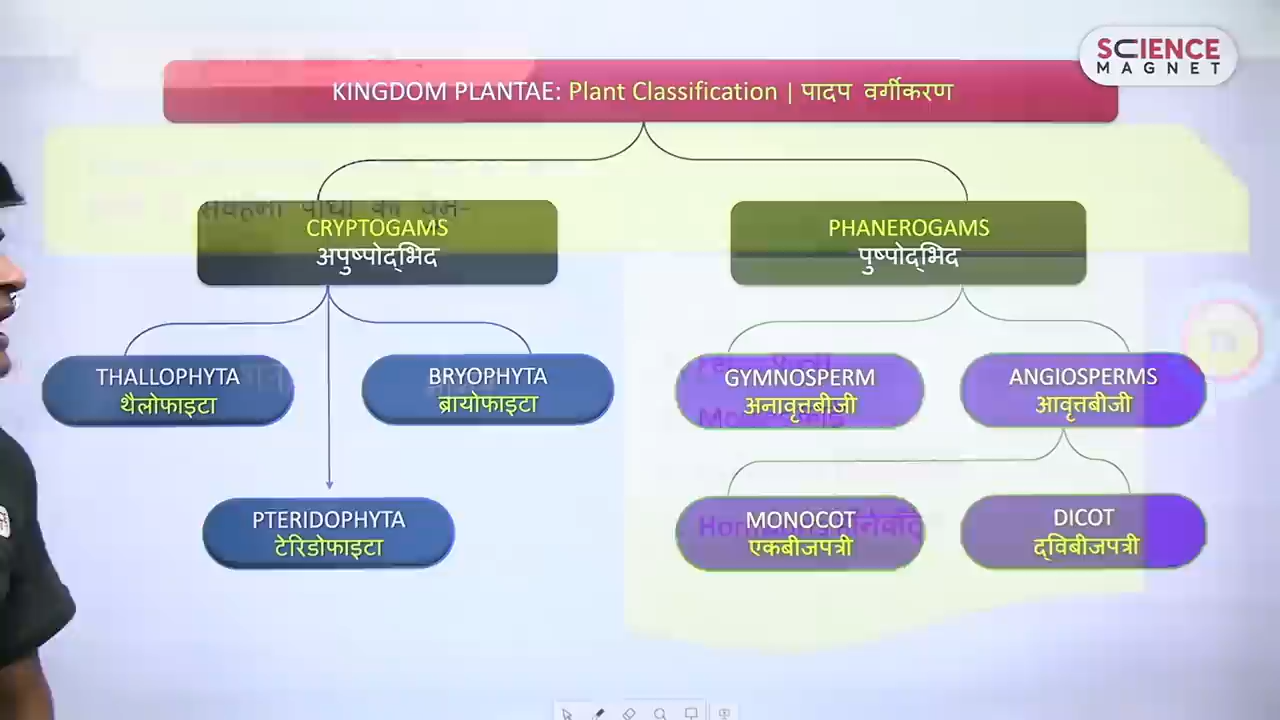 SCIENCE
MAGNET
KINGDOM PLANTAE: Plant Classification | पादप वर्गीकरण
CRYPTOGAMS
अपुष्पोद्भिद
PHANEROGAMS
पुष्पोद्भिद
THALLOPHYTA
थैलोफाइटा
BRYOPHYTA
ब्रायोफाइटा
GYMNOSPERM
अनावृत्तबीजी
ANGIOSPERMS
आवृत्तबीजी
PTERIDOPHYTA
टेरिडोफाइटा
MONOCOT
एकबीजपत्री
DICOT
द्विबीजपत्री